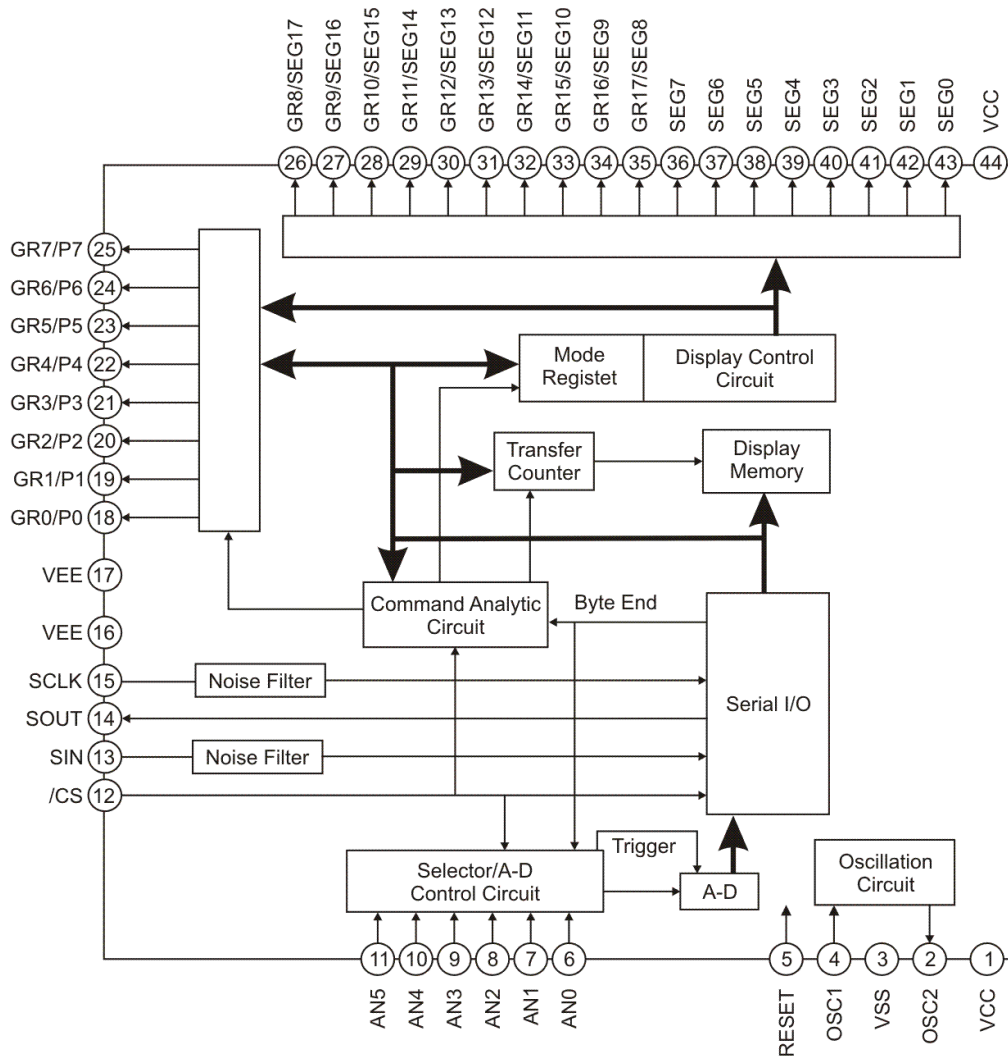 GR8/SEG17
GR9/SEG16
GR10/SEG15
GR11/SEG14
GR12/SEG13
GR13/SEG12
GR14/SEG11
GR15/SEG10
GR16/SEG9
GR17/SEG8
SEG7
SEG6
SEG5
SEG4
SEG3
SEG2
SEG1
SEG0
VCC
26
27
28
29
30
31
32
33
34
35
36
37
38
39
40
41
42
43
44
GR7/P7
25
GR6/P6
24
GR5/P5
23
GR4/P4
22
GR3/P3
21
GR2/P2
20
GR1/P1
19
GR0/P0
18
VEE
17
VEE
16
SCLK
15
SOUT
14
SIN
13
/CS
12
Mode
Registet
Display Control
Circuit
Transfer
Counter
Display
Memory
Command Analytic
Circuit
Byte End
Noise Filter
Noise Filter
Serial I/O
Selector/A-D
Control Circuit
Trigger
A-D
Oscillation
Circuit
11
10
9
8
7
6
5
4
3
2
1
AN5
AN4
AN3
AN2
AN1
AN0
RESET
OSC1
VSS
OSC2
VCC